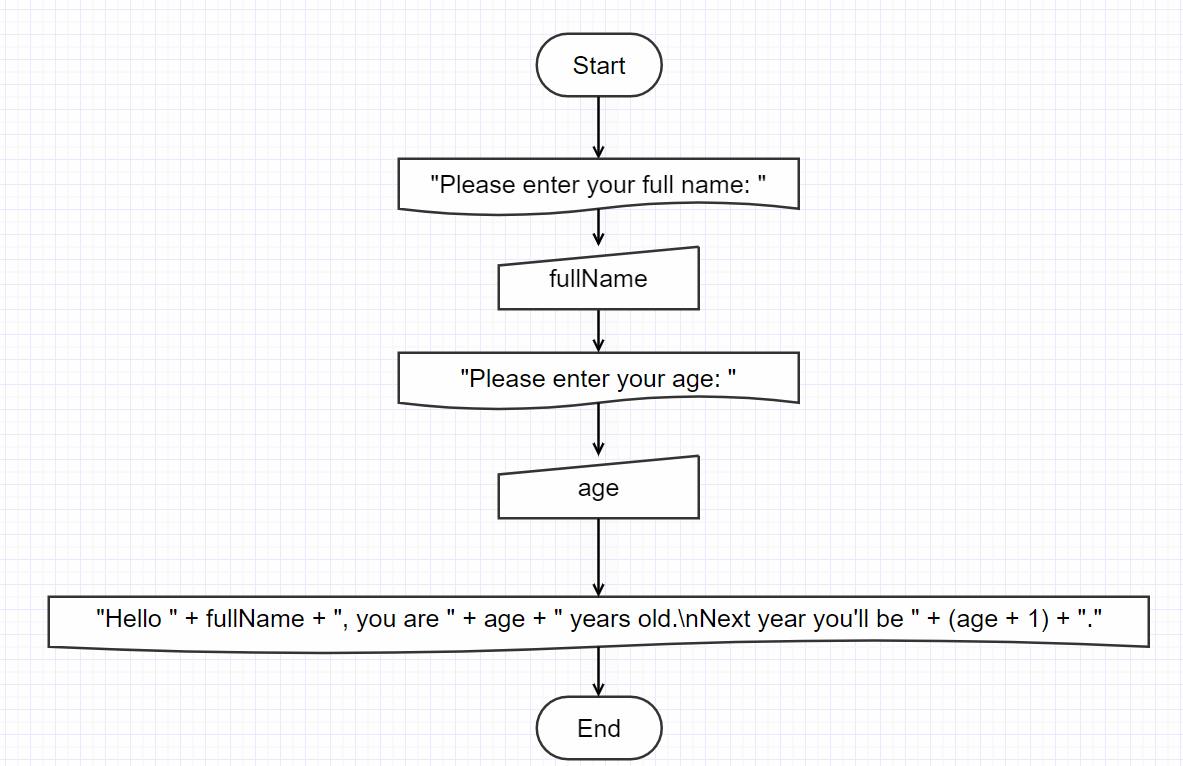 Start
"Please enter your full name: "
fullName
"Please enter your age: "
age
"Hello " + fullName + ", you are " + age + " years old.\nNext year you'll be " + (age + 1) + "."
End